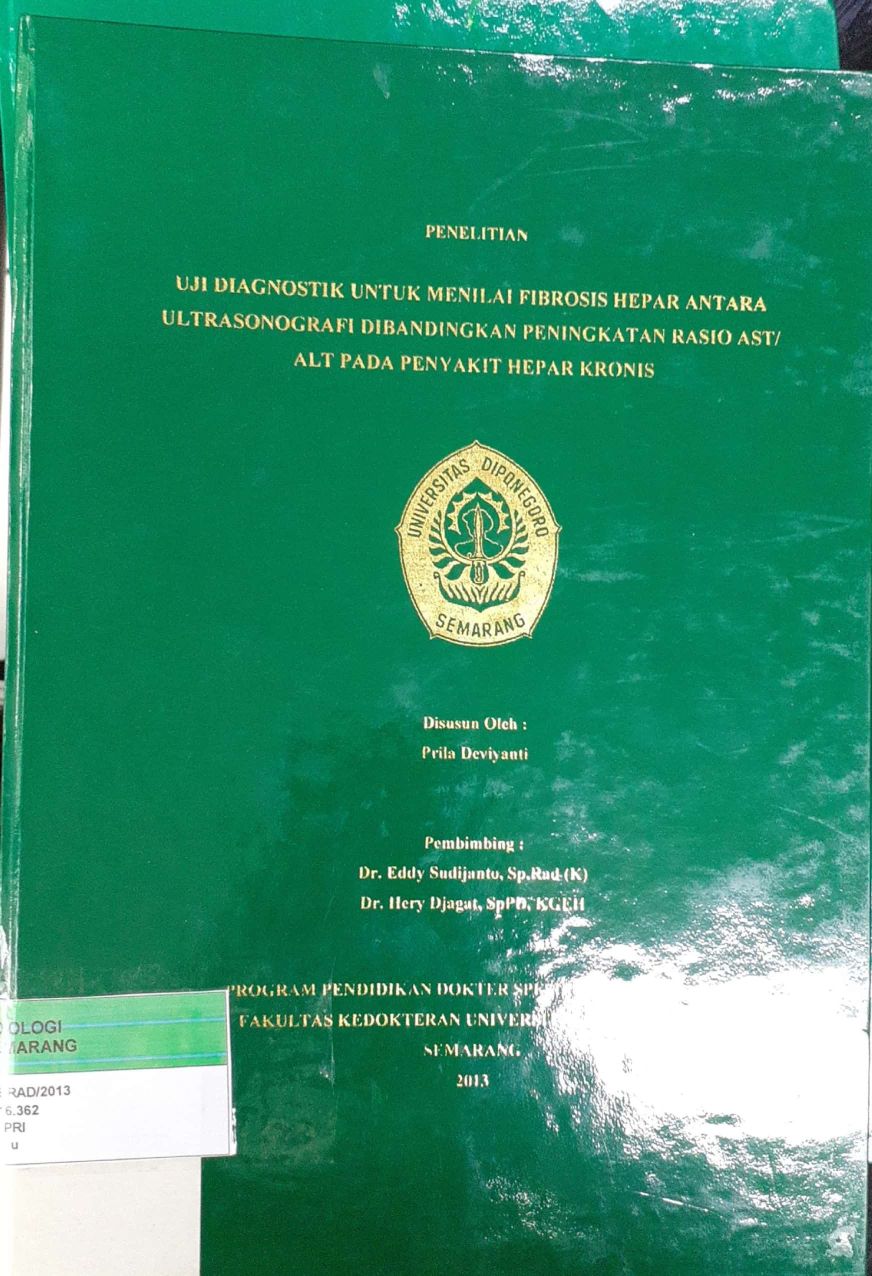 PENELITIAN
UJI DIAGNOSTIK UNTUK MENILAI FIBROSIS HEPAR ANTARA
ULTRASONOGRAFI DIBANDINGKAN PENINGKATAN RASIO AST/
ALT PADA PENYAKIT HEPAR KRONIS
UNIVERSITAS DIPONEGORO
SEMARANG
Disusun Oleh :
Prila Deviyanti
Pembimbing :
Dr. Eddy Sudijanto, Sp.Rad (K)
Dr. Hery Djagat, SpPD, KGEH
PROGRAM PENDIDIKAN DOKTER
FAKULTAS KEDOKTERAN
SEMARANG
2013
OLOGI
MARANG
RAD/2013
6.362
PRI
u